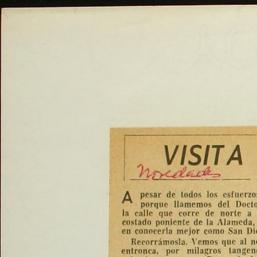 VISITA
Novedades
A pesar de todos los esfuerzos
porque llamemos del Doctor
la calle que corre de norte a
costado poniente de la Alameda,
en conocerla mejor como San Die
Recorrámosla. Vemos que al no
entronca, por milagros tangen